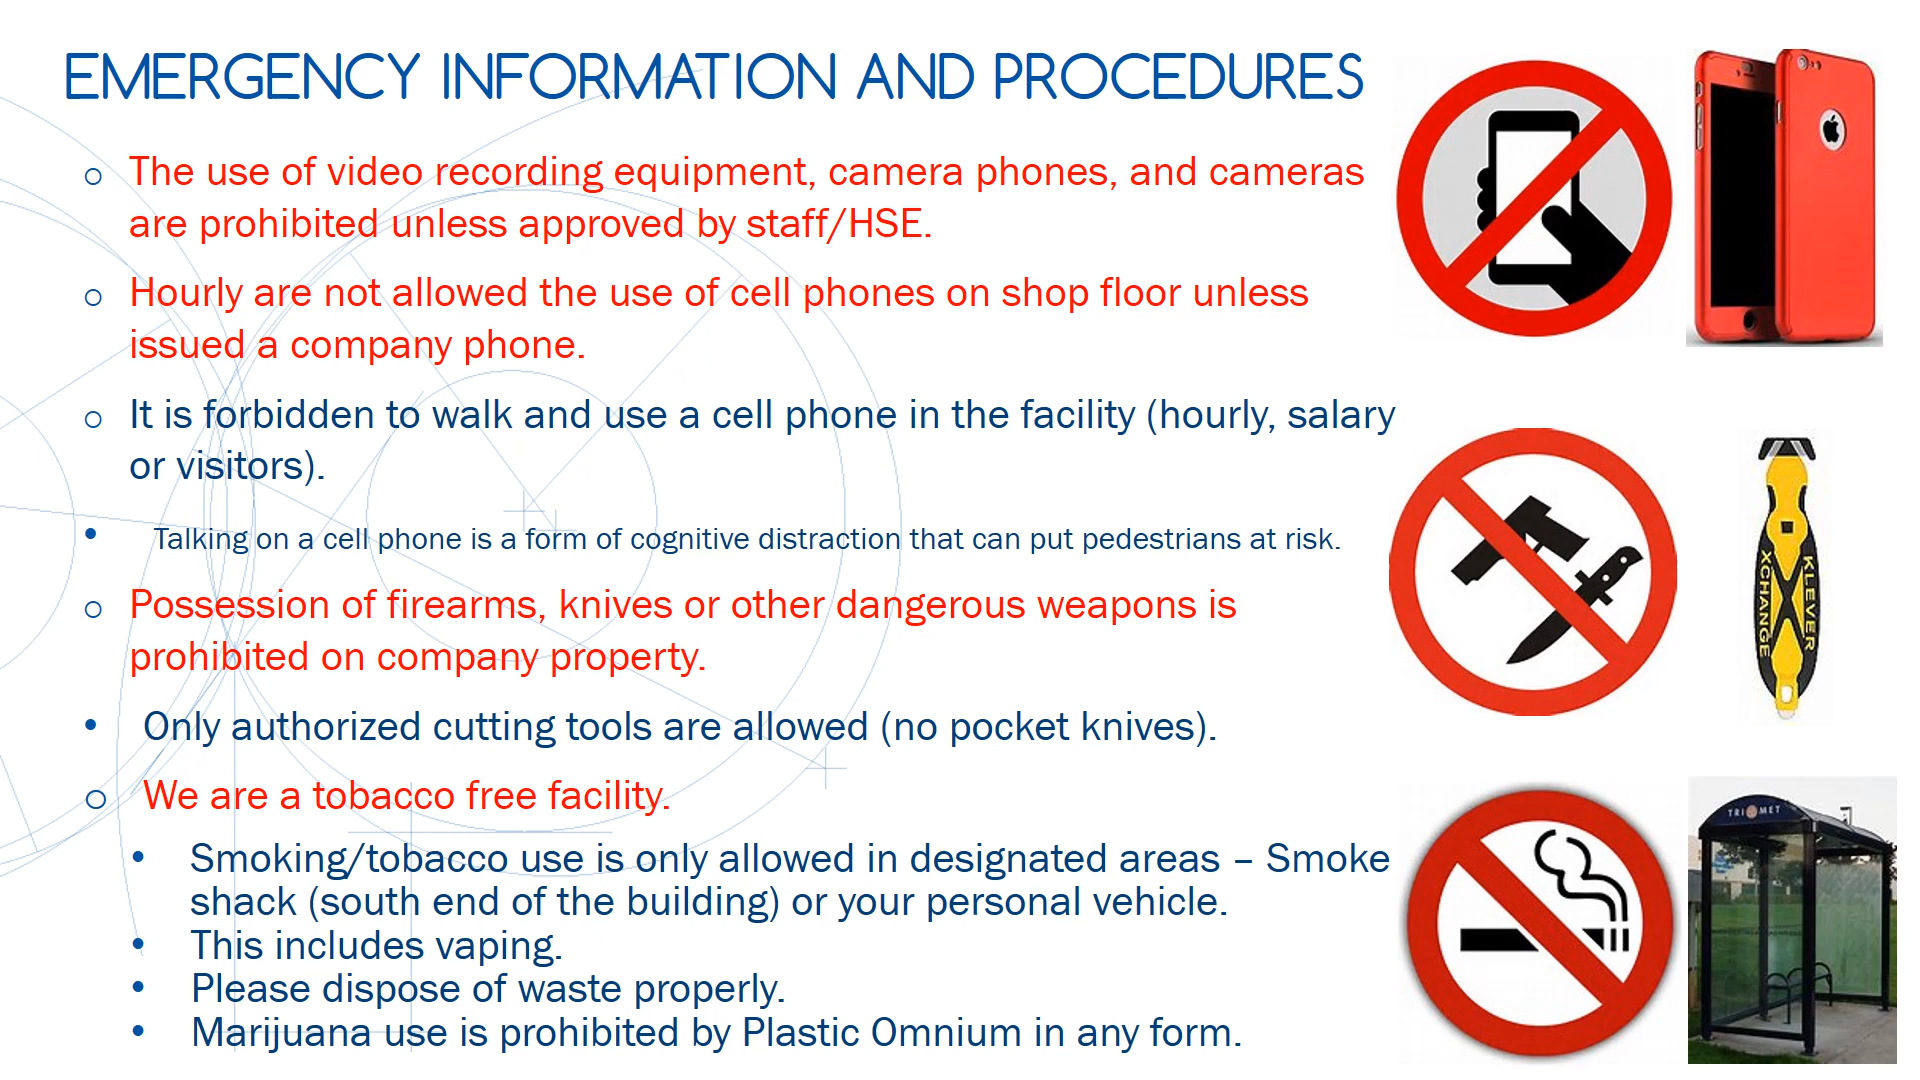 EMERGENCY INFORMATION AND PROCEDURES
The use of video recording equipment, camera phones, and cameras
are prohibited unless approved by staff/HSE.
Hourly are not allowed the use of cell phones on shop floor unless
issued a company phone.
It is forbidden to walk and use a cell phone in the facility (hourly, salary
or visitors).
Talking on a cell phone is a form of cognitive distraction that can put pedestrians at risk.
Possession of firearms, knives or other dangerous weapons is
prohibited on company property.
Only authorized cutting tools are allowed (no pocket knives).
We are a tobacco free facility.
Smoking/tobacco use is only allowed in designated areas – Smoke
shack (south end of the building) or your personal vehicle.
This includes vaping.
Please dispose of waste properly.
Marijuana use is prohibited by Plastic Omnium in any form.
KLEVER
XCHANGE
TRI MET